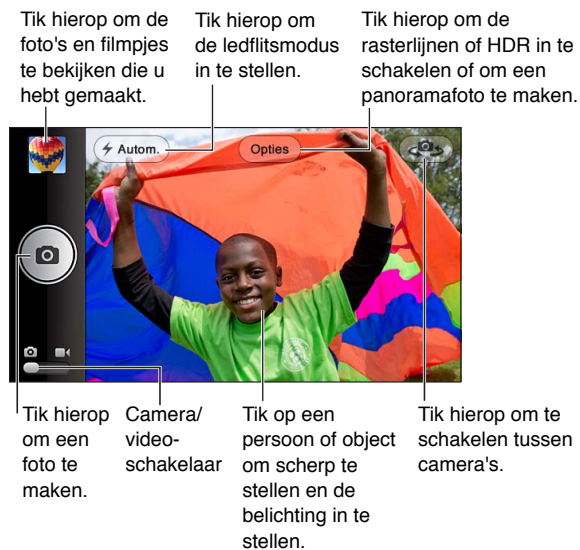 Tik hierop om de
foto's en filmpjes
te bekijken die u
hebt gemaakt.
Tik hierop om
de ledflitsmodus
in te stellen.
Tik hierop om de
rasterlijnen of HDR in te
schakelen of om een
panoramafoto te maken.
Autom.
Opties
Tik hierop
om een
foto te
maken.
Camera/
video-
schakelaar
Tik op een
persoon of object
om scherp te
stellen en de
belichting in te
stellen.
Tik hierop om te
schakelen tussen
camera's.